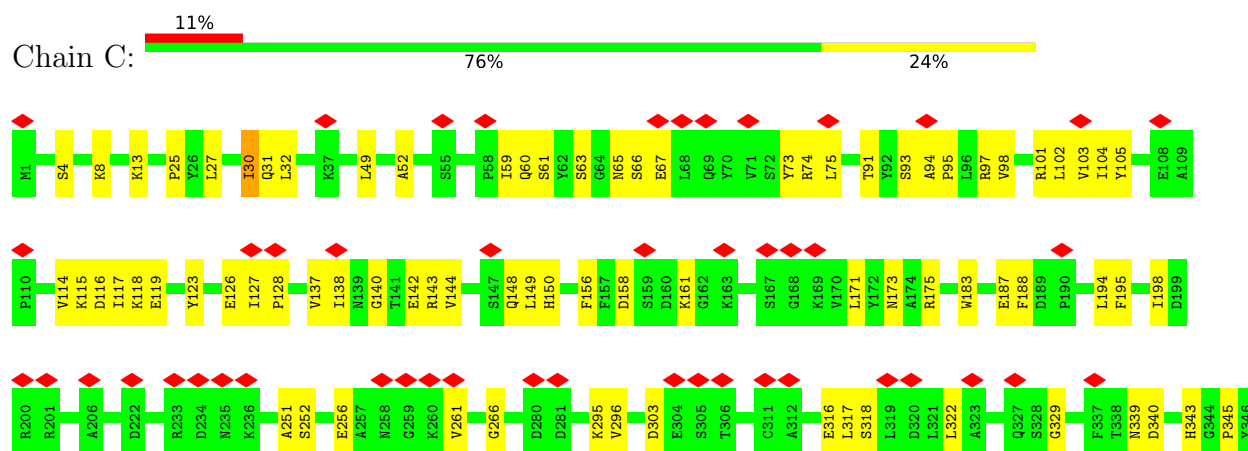 11%
Chain C:
76% 24%
M1 S4 K8 K13 P25 Y26 L27 I30 Q31 L32 K37 L49 A52 S55 P58 I59 Q60 S61 Y62 S63 G64 N65 S66 E67 L68 Q69 Y70 V71 S72 Y73 R74 L75 T91 Y92 S93 A94 P95 L96 R97 V98 R101 L102 V103 I104 Y105 E108 A109
P110 V114 K115 D116 I117 K118 E119 Y123 E126 I127 P128 V137 I138 N139 G140 T141 E142 R143 V144 S147 Q148 L149 H150 F156 F157 D158 S159 D160 K161 G162 K163 S167 G168 K169 V170 L171 Y172 N173 A174 R175 W183 E187 F188 D189 P190 L194 F195 I198 D199
R200 R201 A206 D222 R233 D234 N235 K236 A251 S252 E256 A257 N258 G259 K260 V261 G266 D280 D281 K295 V296 D303 E304 S305 T306 C311 A312 E316 L317 S318 L319 D320 L321 L322 A323 Q327 S328 G329 F337 T338 N339 D340 H343 G344 P345 Y346